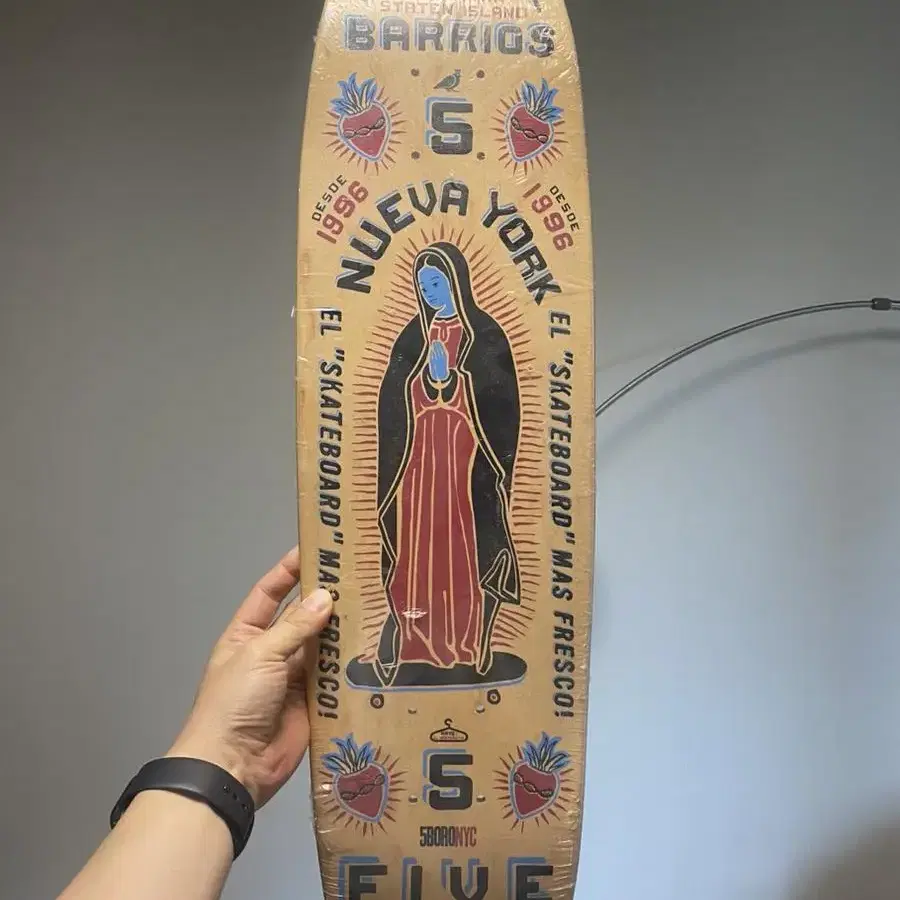 STATEN ISLAND
BARRIOS
5
DESDE
1996
NUEVA YORK
DESDE
1996
EL "SKATEBOARD" MAS FRESCO!
EL "SKATEBOARD" MAS FRESCO!
5
5BORONYC
FIVE